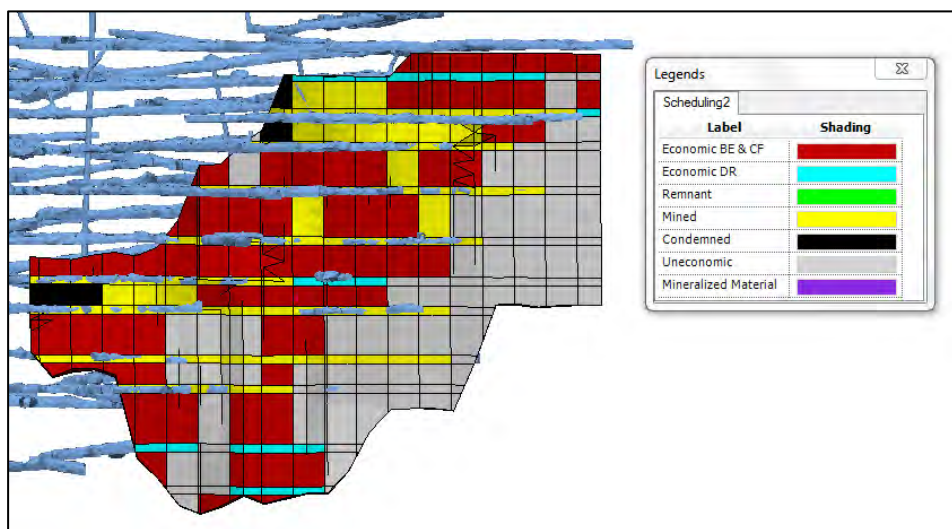 Legends
Scheduling2
Label Shading
Economic BE & CF
Economic DR
Remnant
Mined
Condemned
Uneconomic
Mineralized Material